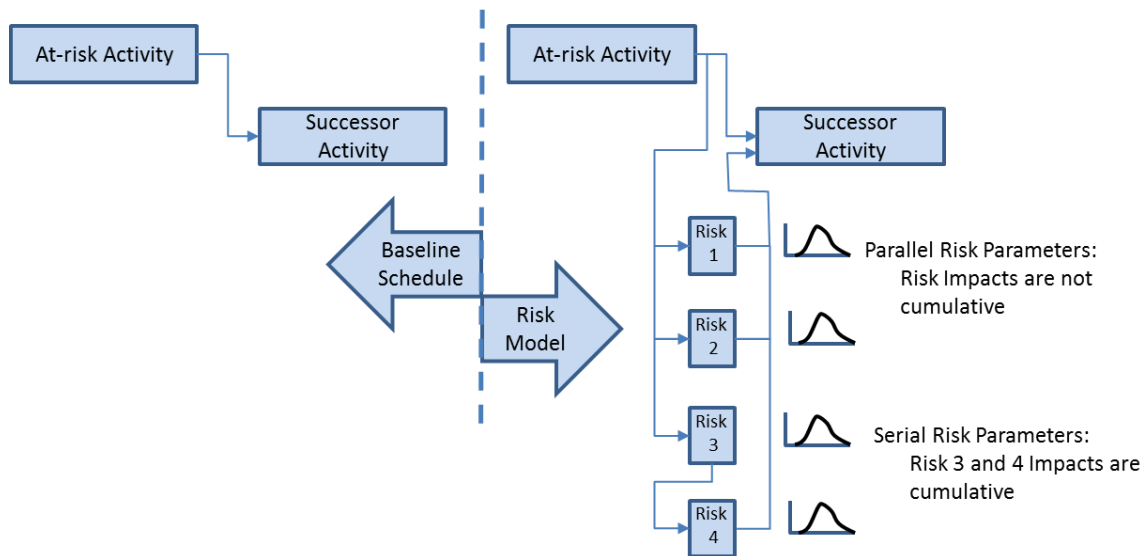 At-risk Activity
Successor
Activity
Baseline
Schedule
Risk
Model
At-risk Activity
Successor
Activity
Risk
1
Parallel Risk Parameters:
Risk Impacts are not
cumulative
Risk
2
Risk
3
Serial Risk Parameters:
Risk 3 and 4 Impacts are
cumulative
Risk
4